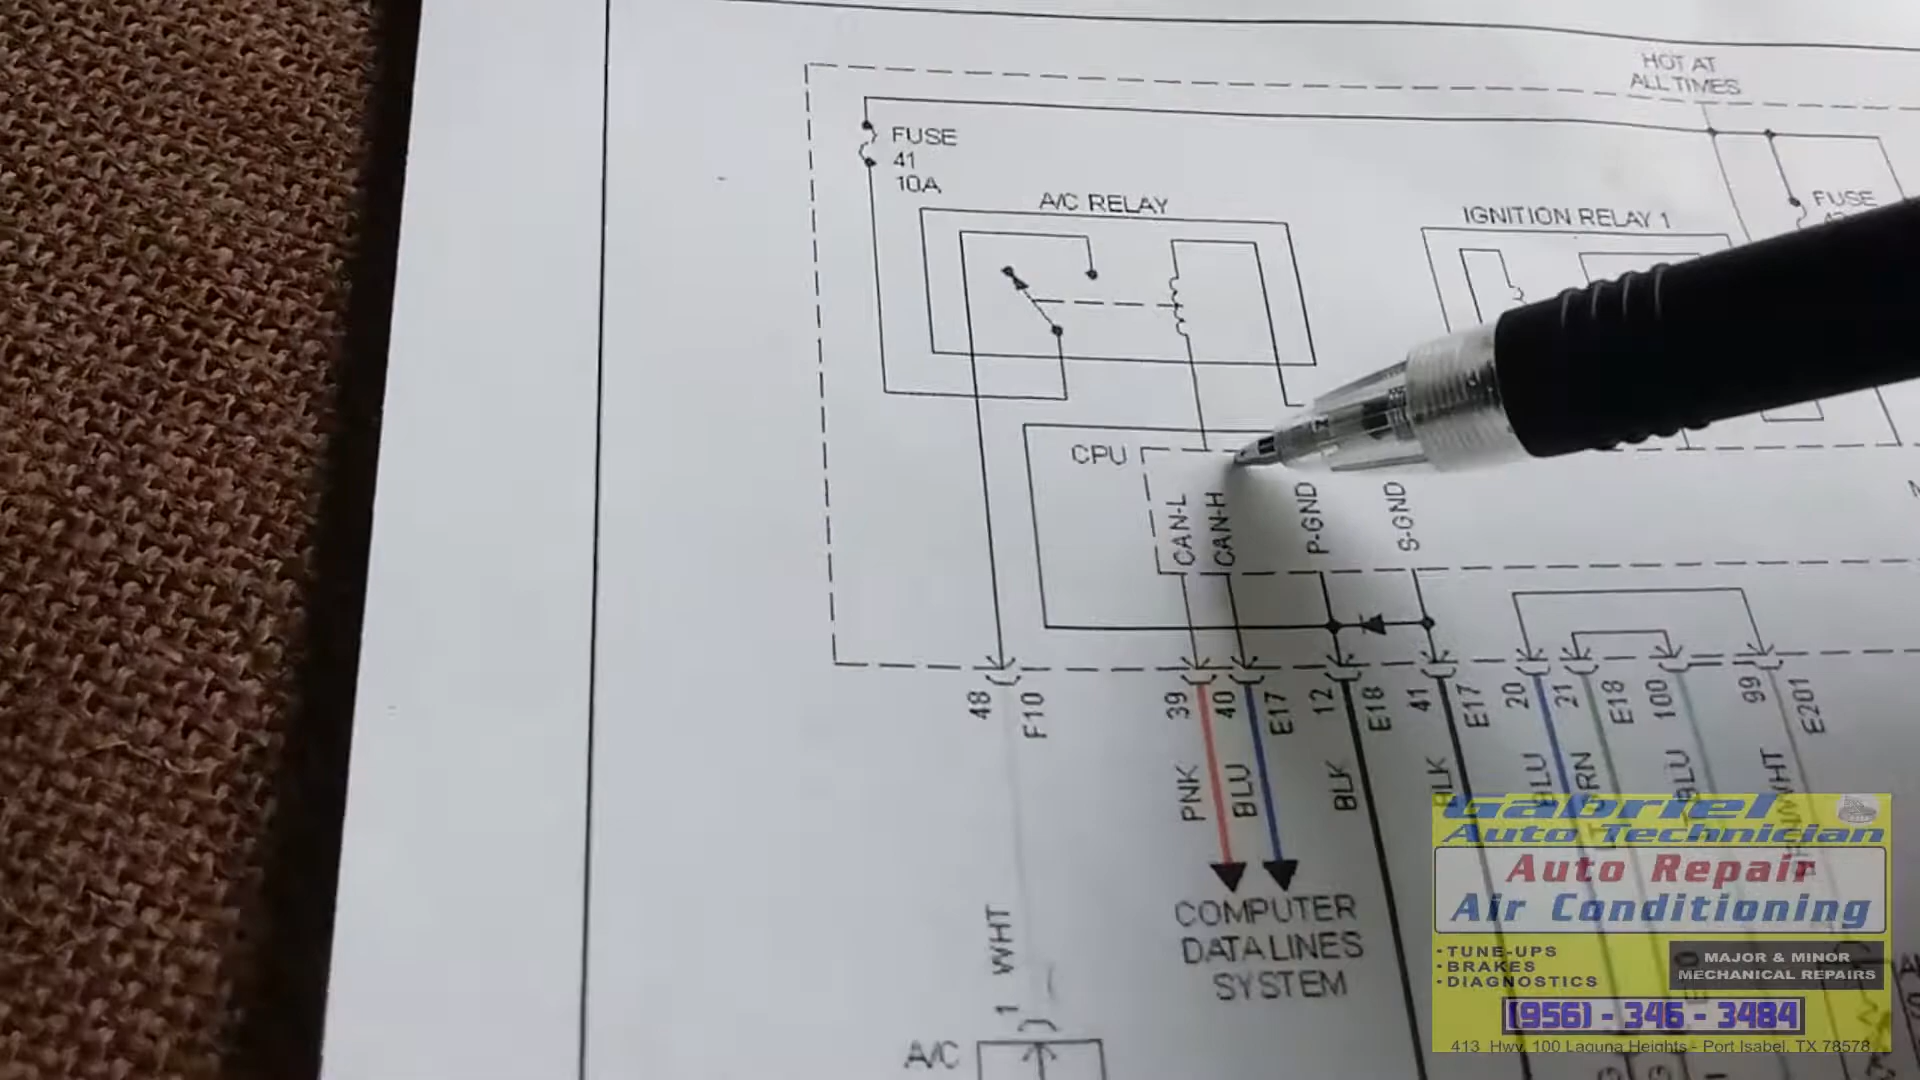 HOT AT
ALL TIMES
FUSE
41
10A
A/C RELAY
IGNITION RELAY 1
FUSE
CPU
CAN-L
CAN-H
P-GND
S-GND
48
F10
39
40
E17
12
E18
41
E17
20
21
E18
100
99
E201
PNK
BLU
BLK
BLK
BLU
BLU
WHT
COMPUTER
DATA LINES
SYSTEM
1
A/C
Gabriel
Auto Technician
Auto Repair
Air Conditioning
· TUNE-UPS
· BRAKES
· DIAGNOSTICS
MAJOR & MINOR
MECHANICAL REPAIRS
(956) - 346 - 3484
413 Hwy. 100 Laguna Heights - Port Isabel, TX 78578